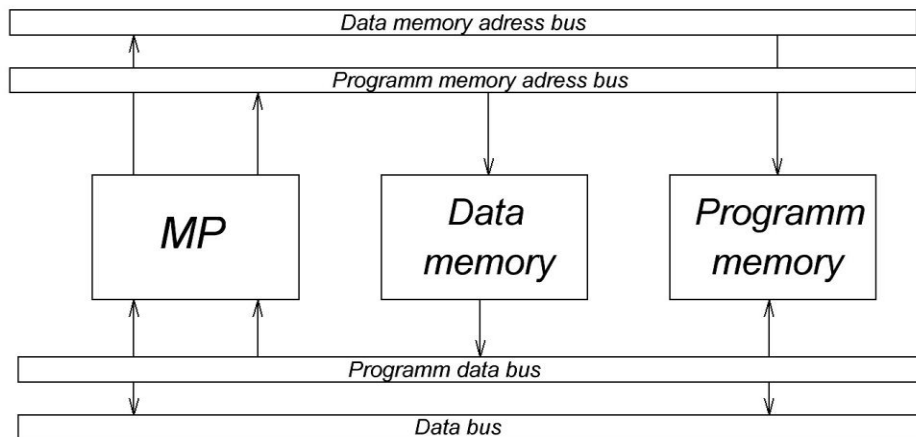 Data memory adress bus
Programm memory adress bus
MP
Data
memory
Programm
memory
Programm data bus
Data bus